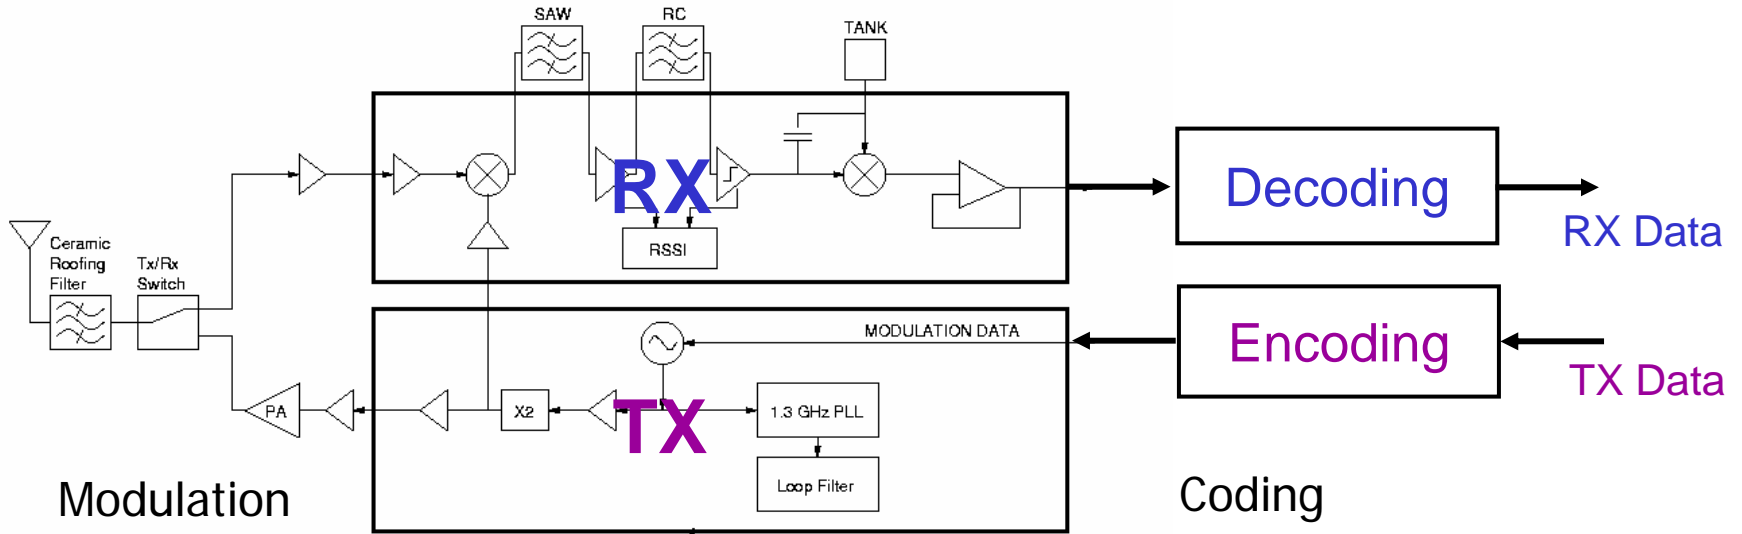 SAW
RC
TANK
RX
RSSI
Decoding
RX Data
Ceramic
Roofing
Filter
Tx/Rx
Switch
MODULATION DATA
Encoding
TX Data
PA
X2
TX
1.3 GHz PLL
Loop Filter
Modulation
Coding